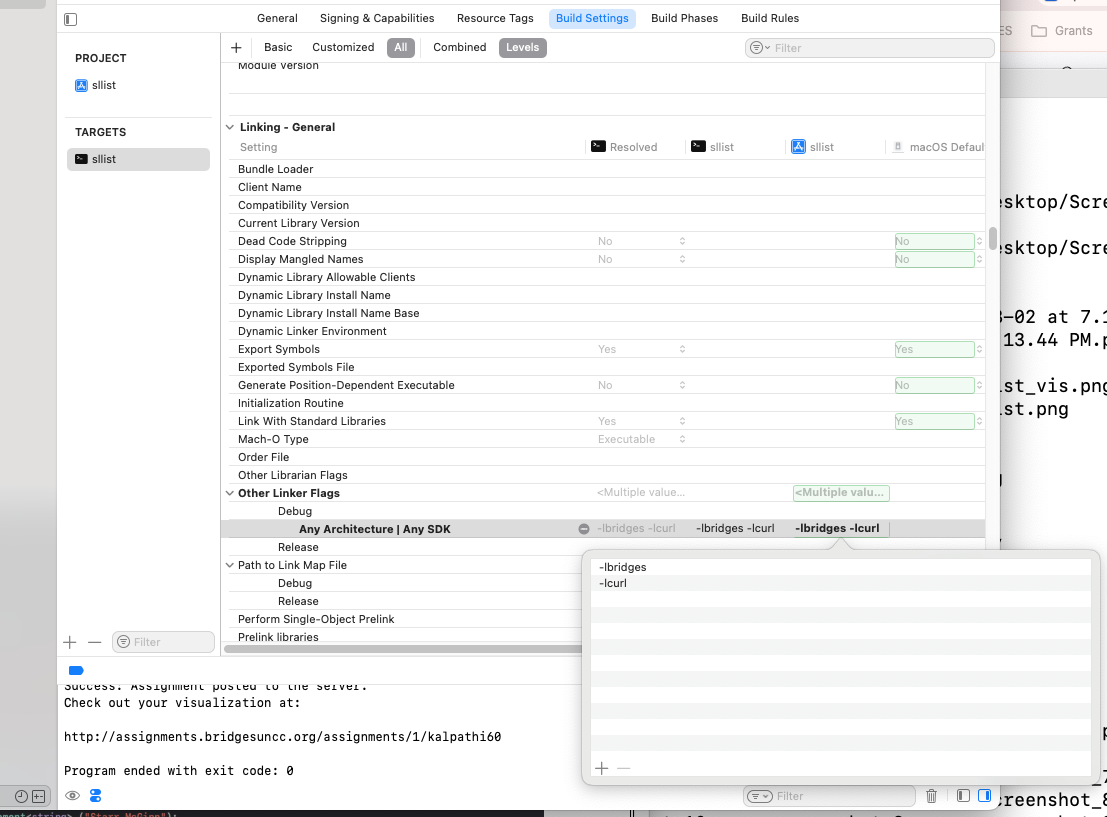 General Signing & Capabilities Resource Tags Build Settings Build Phases Build Rules
Grants
PROJECT
sllist
TARGETS
sllist
Basic Customized All Combined Levels Filter
Module Version
Linking - General
Setting Resolved sllist sllist macOS Defaul
Bundle Loader
Client Name
Compatibility Version
Current Library Version
Dead Code Stripping No No
Display Mangled Names No No
Dynamic Library Allowable Clients
Dynamic Library Install Name
Dynamic Library Install Name Base
Dynamic Linker Environment
Export Symbols Yes Yes
Exported Symbols File
Generate Position-Dependent Executable No No
Initialization Routine
Link With Standard Libraries Yes Yes
Mach-O Type Executable
Order File
Other Librarian Flags
Other Linker Flags <Multiple value... <Multiple valu...
Debug
Any Architecture | Any SDK -lbridges -lcurl -lbridges -lcurl -lbridges -lcurl
Release
Path to Link Map File
Debug
Release
Perform Single-Object Prelink
Prelink libraries
-lbridges
-lcurl
Filter
Success: Assignment posted to the server.
Check out your visualization at:
http://assignments.bridgesuncc.org/assignments/1/kalpathi60
Program ended with exit code: 0
Filter
esktop/Scre
esktop/Scre
-02 at 7.1
13.44 PM.p
st_vis.png
st.png
creenshot_8